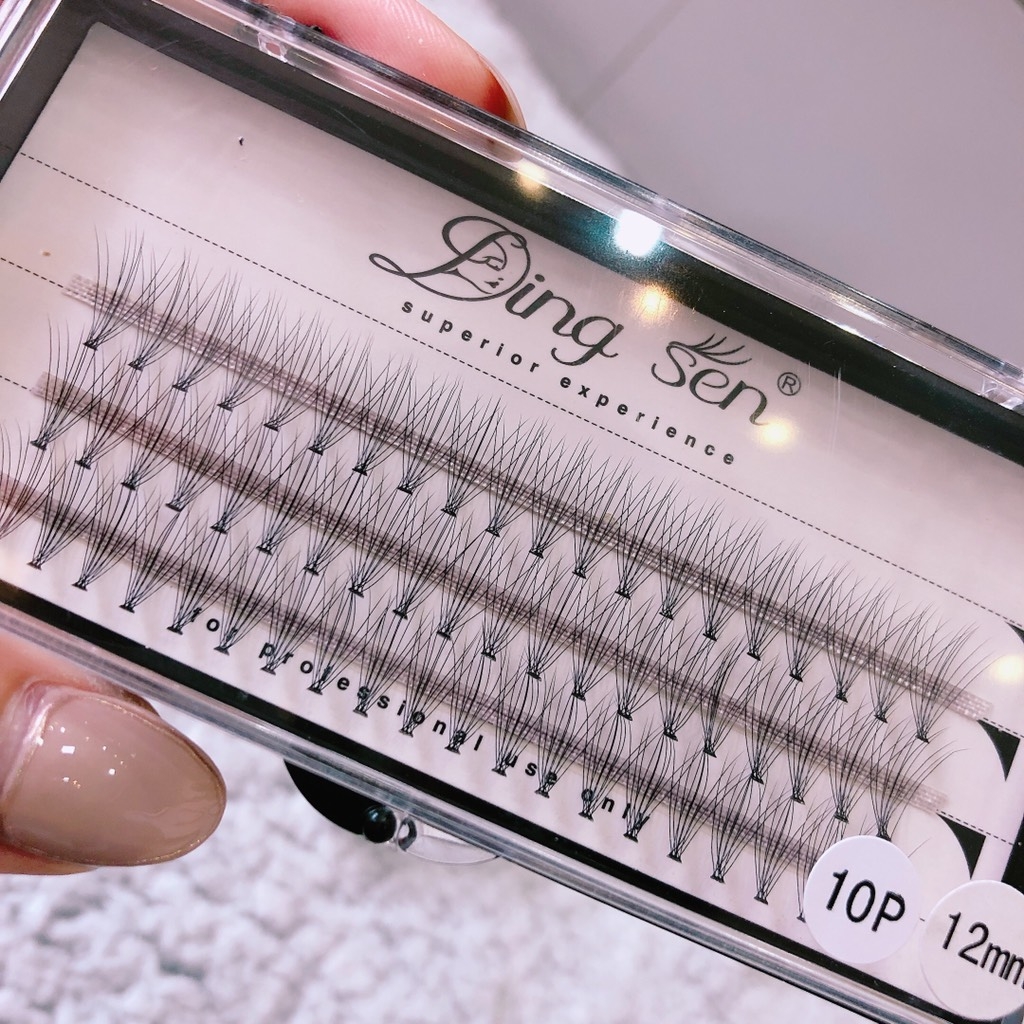 Ding Sen®
superior experience
for professional use only
10P
12mm